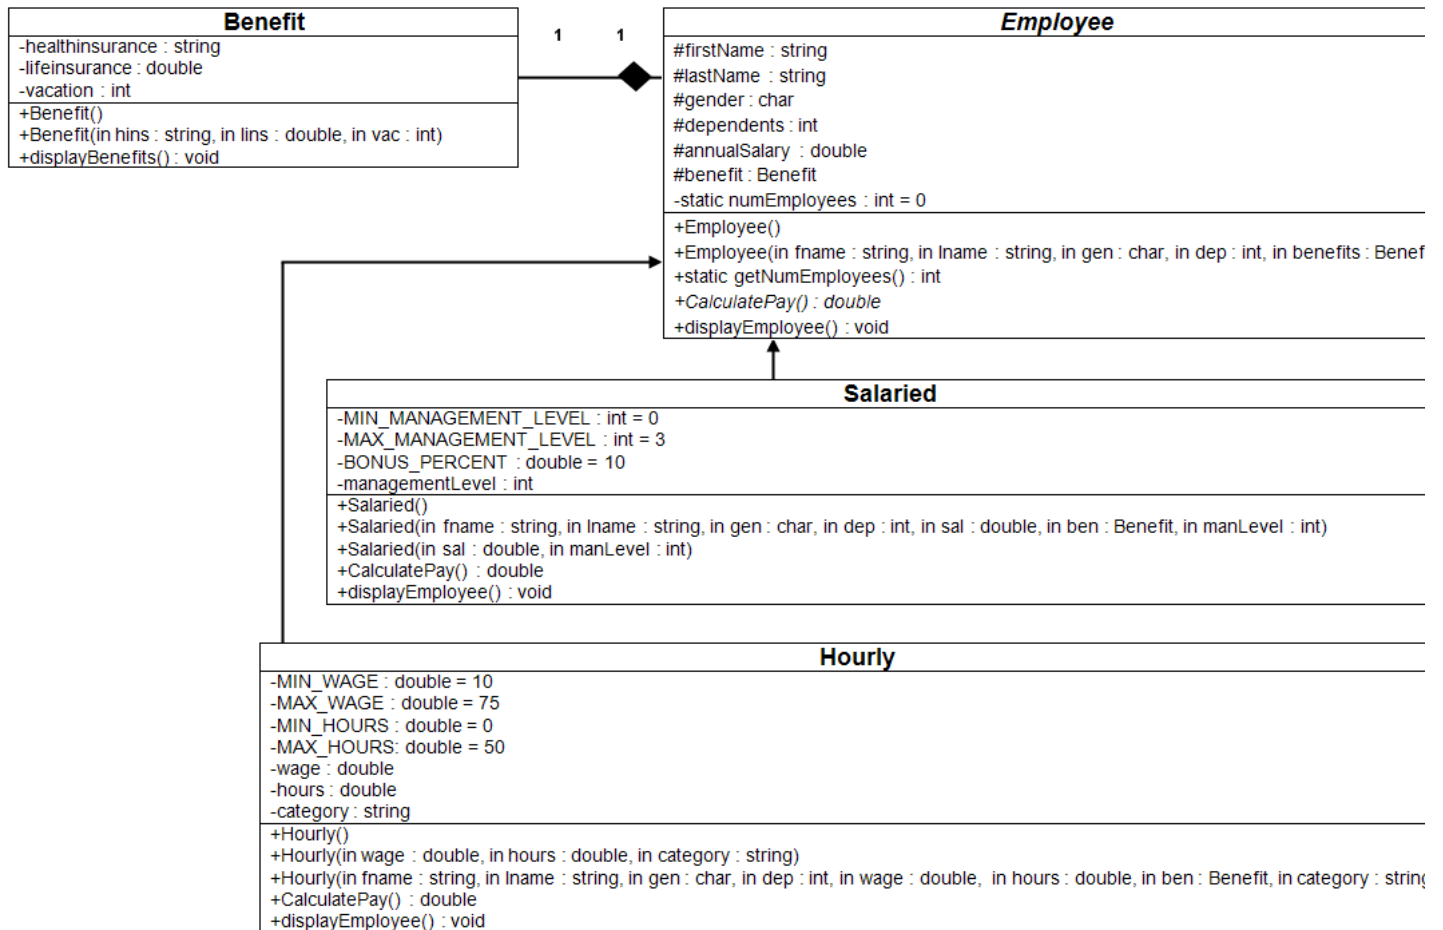 Benefit
-healthinsurance : string
-lifeinsurance : double
-vacation : int
+Benefit()
+Benefit(in hins : string, in lins : double, in vac : int)
+displayBenefits() : void
1 1
Employee
#firstName : string
#lastName : string
#gender : char
#dependents : int
#annualSalary : double
#benefit : Benefit
-static numEmployees : int = 0
+Employee()
+Employee(in fname : string, in lname : string, in gen : char, in dep : int, in benefits : Benef
+static getNumEmployees() : int
+CalculatePay() : double
+displayEmployee() : void
Salaried
-MIN_MANAGEMENT_LEVEL : int = 0
-MAX_MANAGEMENT_LEVEL : int = 3
-BONUS_PERCENT : double = 10
-managementLevel : int
+Salaried()
+Salaried(in fname : string, in lname : string, in gen : char, in dep : int, in sal : double, in ben : Benefit, in manLevel : int)
+Salaried(in sal : double, in manLevel : int)
+CalculatePay() : double
+displayEmployee() : void
Hourly
-MIN_WAGE : double = 10
-MAX_WAGE : double = 75
-MIN_HOURS : double = 0
-MAX_HOURS: double = 50
-wage : double
-hours : double
-category : string
+Hourly()
+Hourly(in wage : double, in hours : double, in category : string)
+Hourly(in fname : string, in lname : string, in gen : char, in dep : int, in wage : double, in hours : double, in ben : Benefit, in category : string
+CalculatePay() : double
+displayEmployee() : void